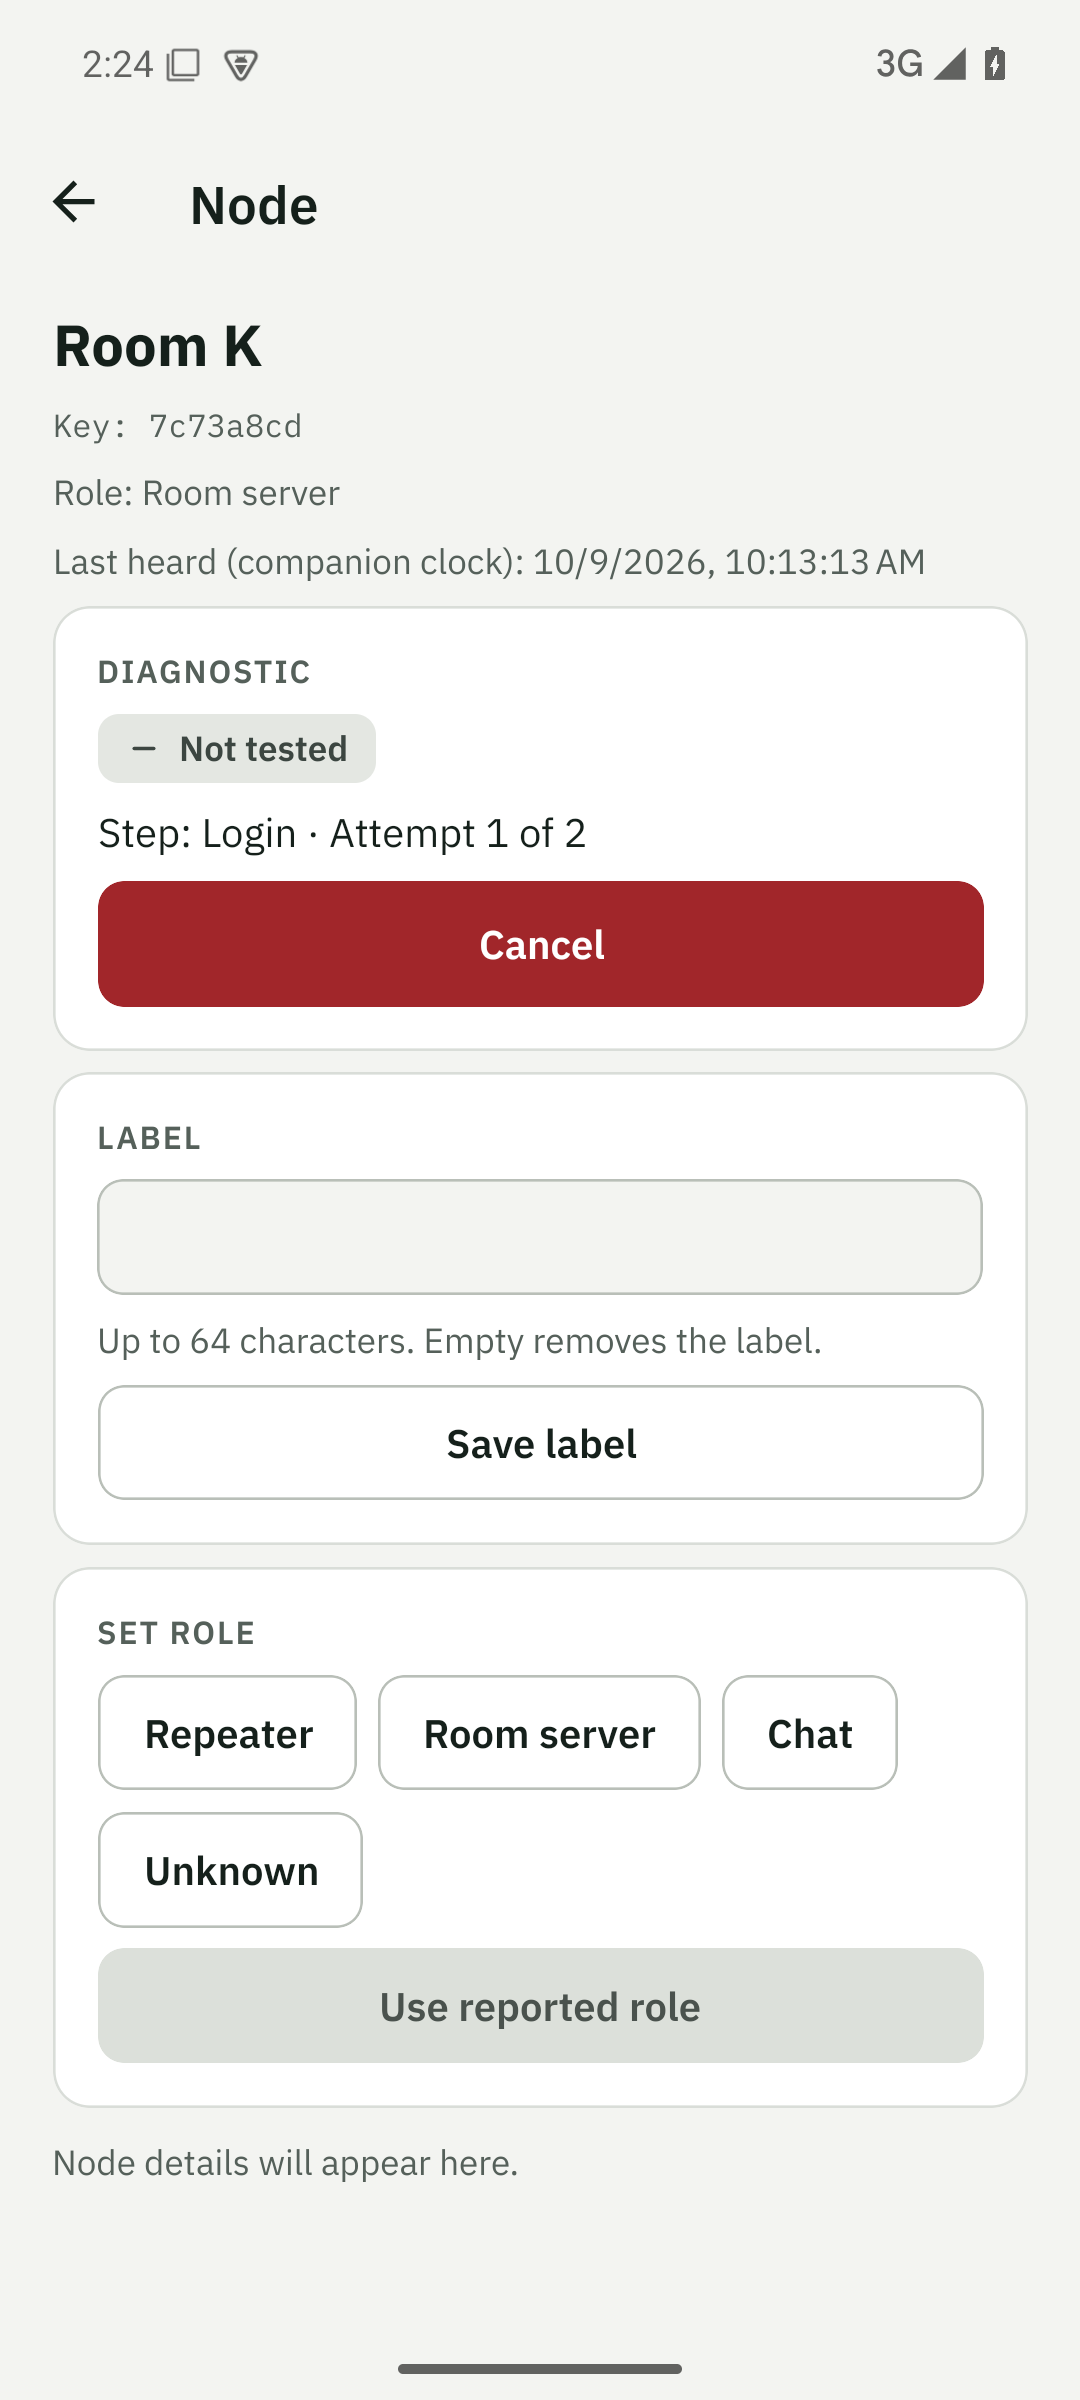 2:24
3G
Node
Room K
Key: 7c73a8cd
Role: Room server
Last heard (companion clock): 10/9/2026, 10:13:13 AM
DIAGNOSTIC
– Not tested
Step: Login · Attempt 1 of 2
Cancel
LABEL
Up to 64 characters. Empty removes the label.
Save label
SET ROLE
Repeater
Room server
Chat
Unknown
Use reported role
Node details will appear here.